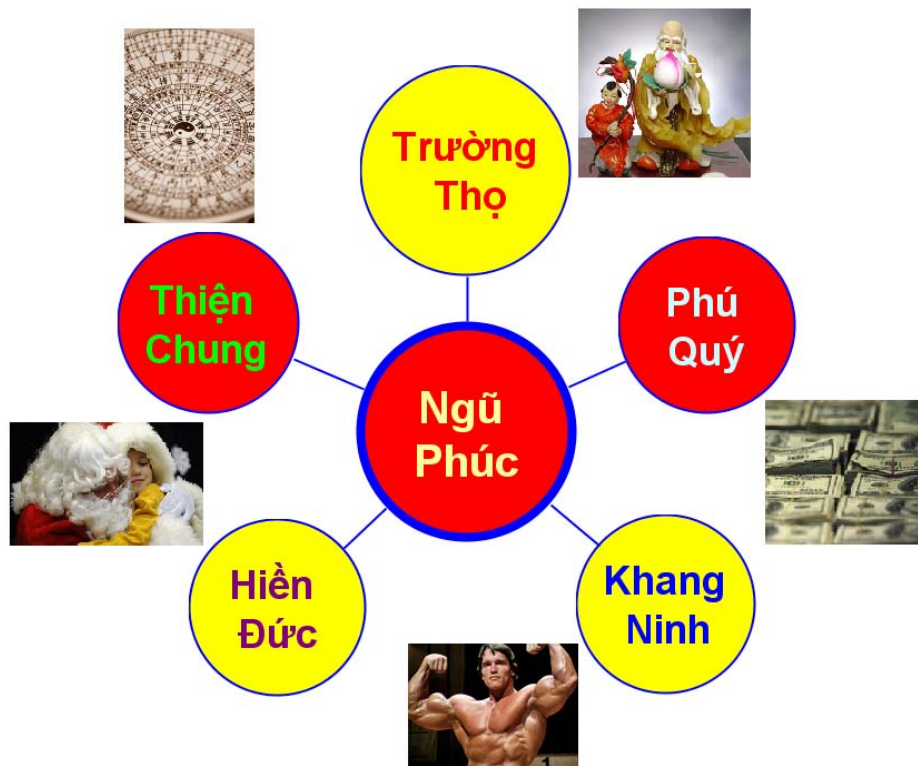 Trường
Thọ
Thiện
Chung
Phú
Quý
Ngũ
Phúc
Hiền
Đức
Khang
Ninh